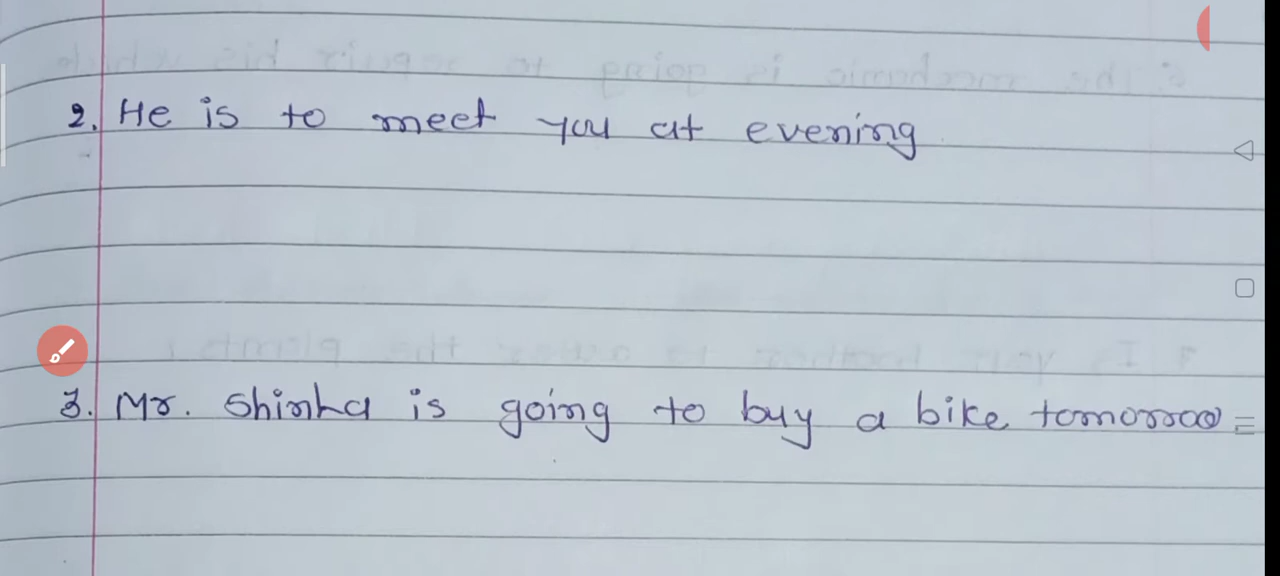 2. He is to meet you at evening
3. Mr. Shinha is going to buy a bike tomorrow